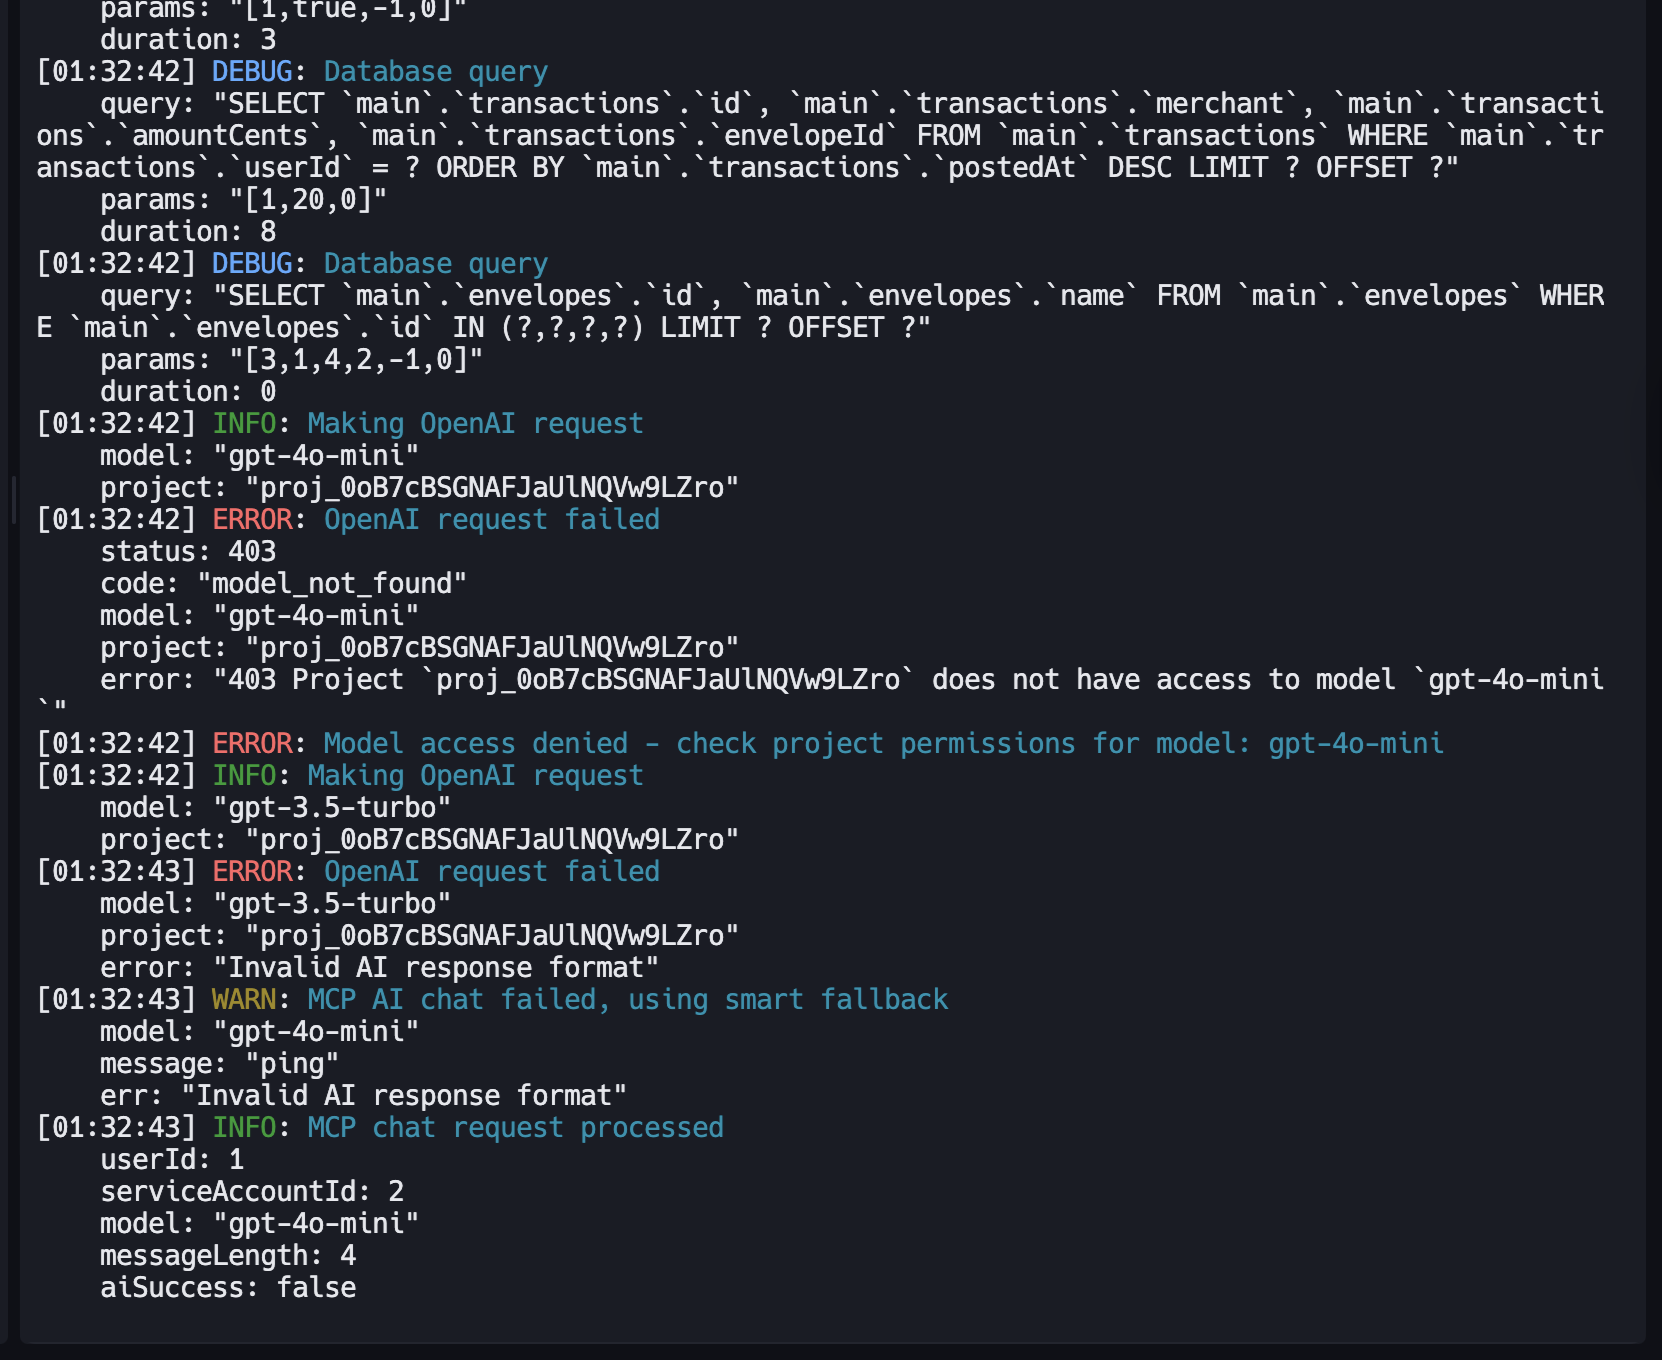 params: "[1,true,-1,0]"
    duration: 3
[01:32:42] DEBUG: Database query
    query: "SELECT `main`.`transactions`.`id`, `main`.`transactions`.`merchant`, `main`.`transacti
ons`.`amountCents`, `main`.`transactions`.`envelopeId` FROM `main`.`transactions` WHERE `main`.`tr
ansactions`.`userId` = ? ORDER BY `main`.`transactions`.`postedAt` DESC LIMIT ? OFFSET ?"
    params: "[1,20,0]"
    duration: 8
[01:32:42] DEBUG: Database query
    query: "SELECT `main`.`envelopes`.`id`, `main`.`envelopes`.`name` FROM `main`.`envelopes` WHER
E `main`.`envelopes`.`id` IN (?,?,?,?) LIMIT ? OFFSET ?"
    params: "[3,1,4,2,-1,0]"
    duration: 0
[01:32:42] INFO: Making OpenAI request
    model: "gpt-4o-mini"
    project: "proj_0oB7cBSGNAFJaUlNQVw9LZro"
[01:32:42] ERROR: OpenAI request failed
    status: 403
    code: "model_not_found"
    model: "gpt-4o-mini"
    project: "proj_0oB7cBSGNAFJaUlNQVw9LZro"
    error: "403 Project `proj_0oB7cBSGNAFJaUlNQVw9LZro` does not have access to model `gpt-4o-mini
`"
[01:32:42] ERROR: Model access denied - check project permissions for model: gpt-4o-mini
[01:32:42] INFO: Making OpenAI request
    model: "gpt-3.5-turbo"
    project: "proj_0oB7cBSGNAFJaUlNQVw9LZro"
[01:32:43] ERROR: OpenAI request failed
    model: "gpt-3.5-turbo"
    project: "proj_0oB7cBSGNAFJaUlNQVw9LZro"
    error: "Invalid AI response format"
[01:32:43] WARN: MCP AI chat failed, using smart fallback
    model: "gpt-4o-mini"
    message: "ping"
    err: "Invalid AI response format"
[01:32:43] INFO: MCP chat request processed
    userId: 1
    serviceAccountId: 2
    model: "gpt-4o-mini"
    messageLength: 4
    aiSuccess: false